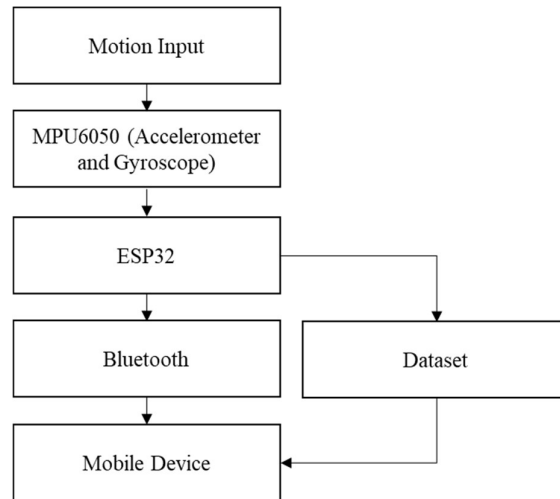 Motion Input
MPU6050 (Accelerometer
and Gyroscope)
ESP32
Bluetooth
Dataset
Mobile Device